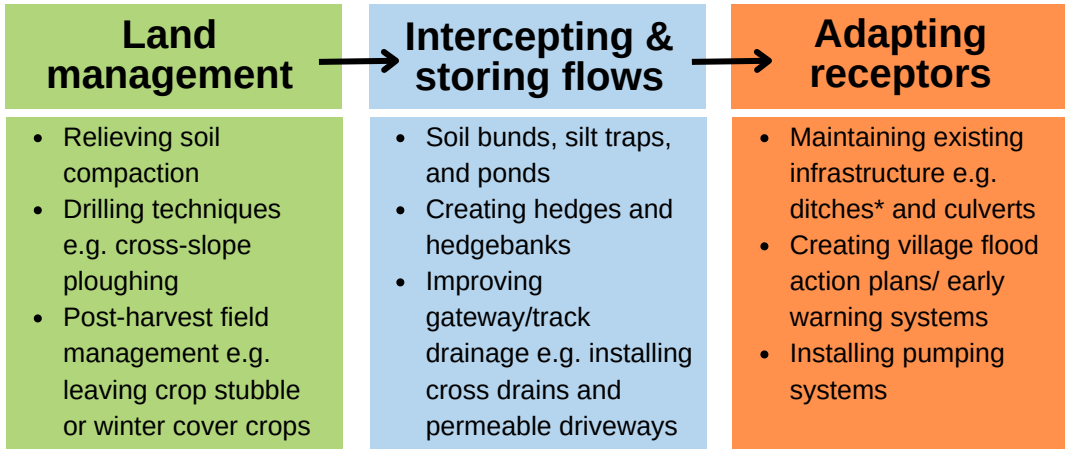 Land
management
Intercepting &
storing flows
Adapting
receptors
• Relieving soil
compaction
• Drilling techniques
e.g. cross-slope
ploughing
• Post-harvest field
management e.g.
leaving crop stubble
or winter cover crops
• Soil bunds, silt traps,
and ponds
• Creating hedges and
hedgebanks
• Improving
gateway/track
drainage e.g. installing
cross drains and
permeable driveways
• Maintaining existing
infrastructure e.g.
ditches* and culverts
• Creating village flood
action plans/ early
warning systems
• Installing pumping
systems